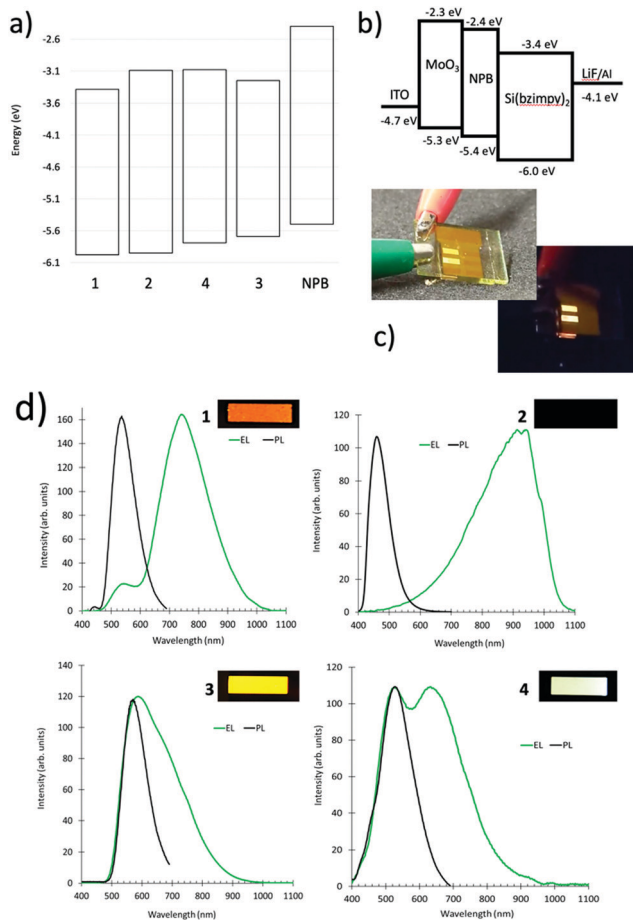 a)
Energy (eV)
-2.6
-3.1
-3.6
-4.1
-4.6
-5.1
-5.6
-6.1
1 2 4 3 NPB
b)
-2.3 eV
-2.4 eV
-3.4 eV
MoO₃
NPB
Si(bzimpy)₂
LiF/Al
ITO
-4.1 eV
-4.7 eV
-5.3 eV
-5.4 eV
-6.0 eV
c)
d)
1
EL PL
Intensity (arb. units)
160
140
120
100
80
60
40
20
0
400 500 600 700 800 900 1000 1100
Wavelength (nm)
2
EL PL
Intensity (arb. units)
120
100
80
60
40
20
0
400 500 600 700 800 900 1000 1100
Wavelength (nm)
3
EL PL
Intensity (arb. units)
140
120
100
80
60
40
20
0
400 500 600 700 800 900 1000 1100
Wavelength (nm)
4
EL PL
Intensity (arb. units)
120
100
80
60
40
20
0
400 500 600 700 800 900 1000 1100
Wavelength (nm)